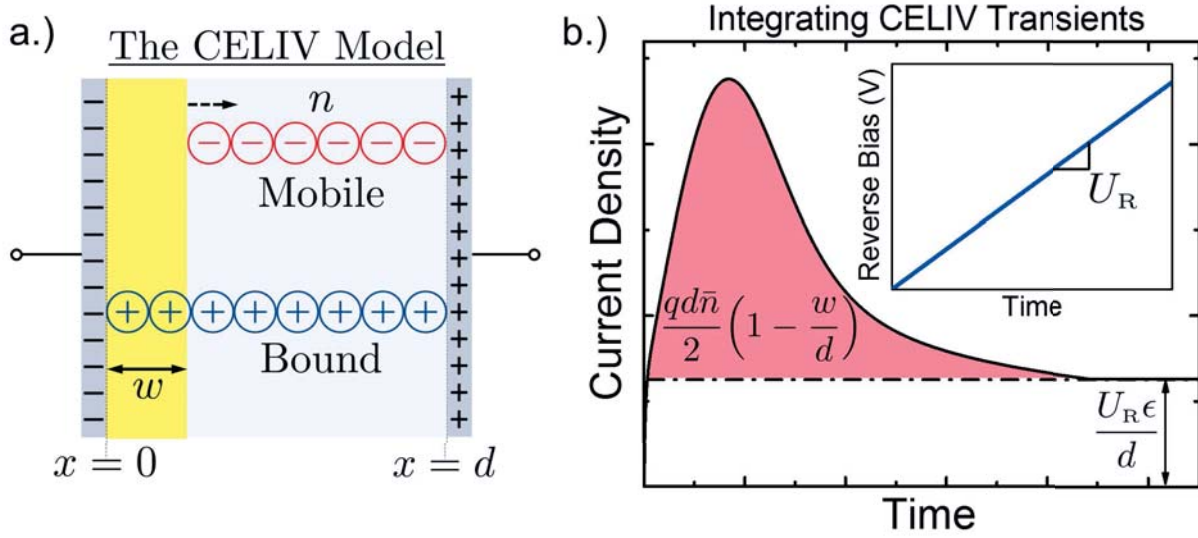 a.)
The CELIV Model
n
Mobile
Bound
w
x = 0
x = d
b.)
Integrating CELIV Transients
Current Density
Reverse Bias (V)
U_R
Time
qdn̄/2 (1 - w/d)
U_R ϵ/d
Time